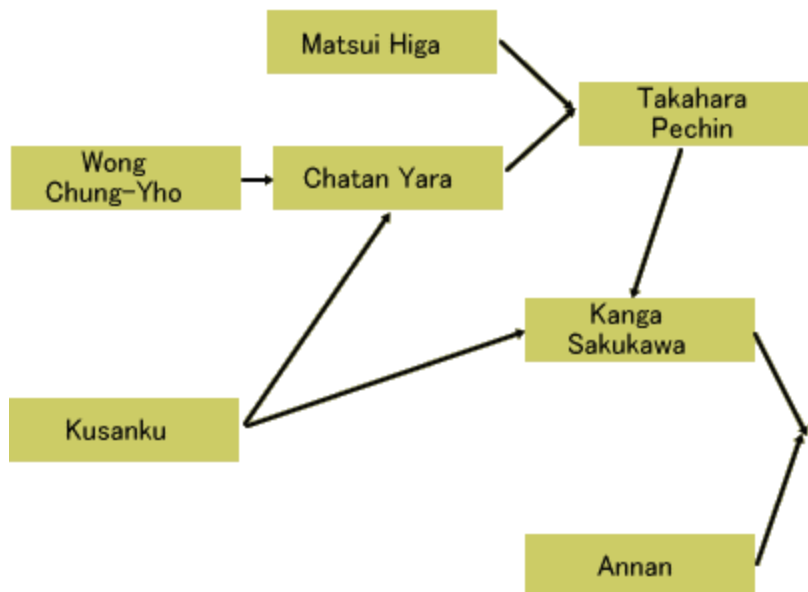 Matsui Higa
Takahara
Pechin
Wong
Chung-Yho
Chatan Yara
Kanga
Sakukawa
Kusanku
Annan